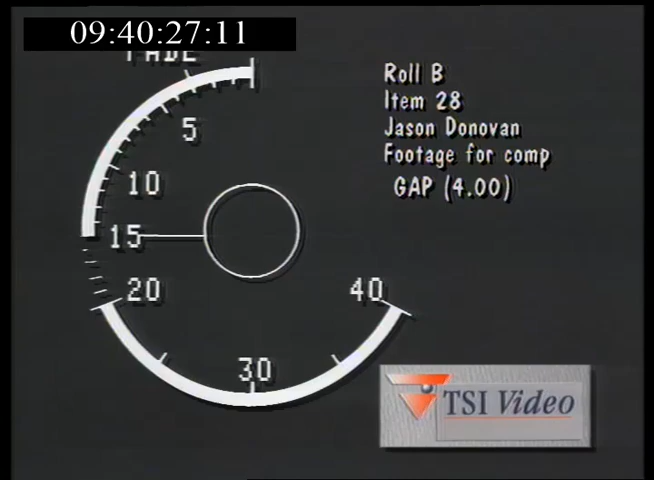 09:40:27:11
FADE
5
10
15
20
30
40
Roll B
Item 28
Jason Donovan
Footage for comp
GAP (4.00)
TSI Video